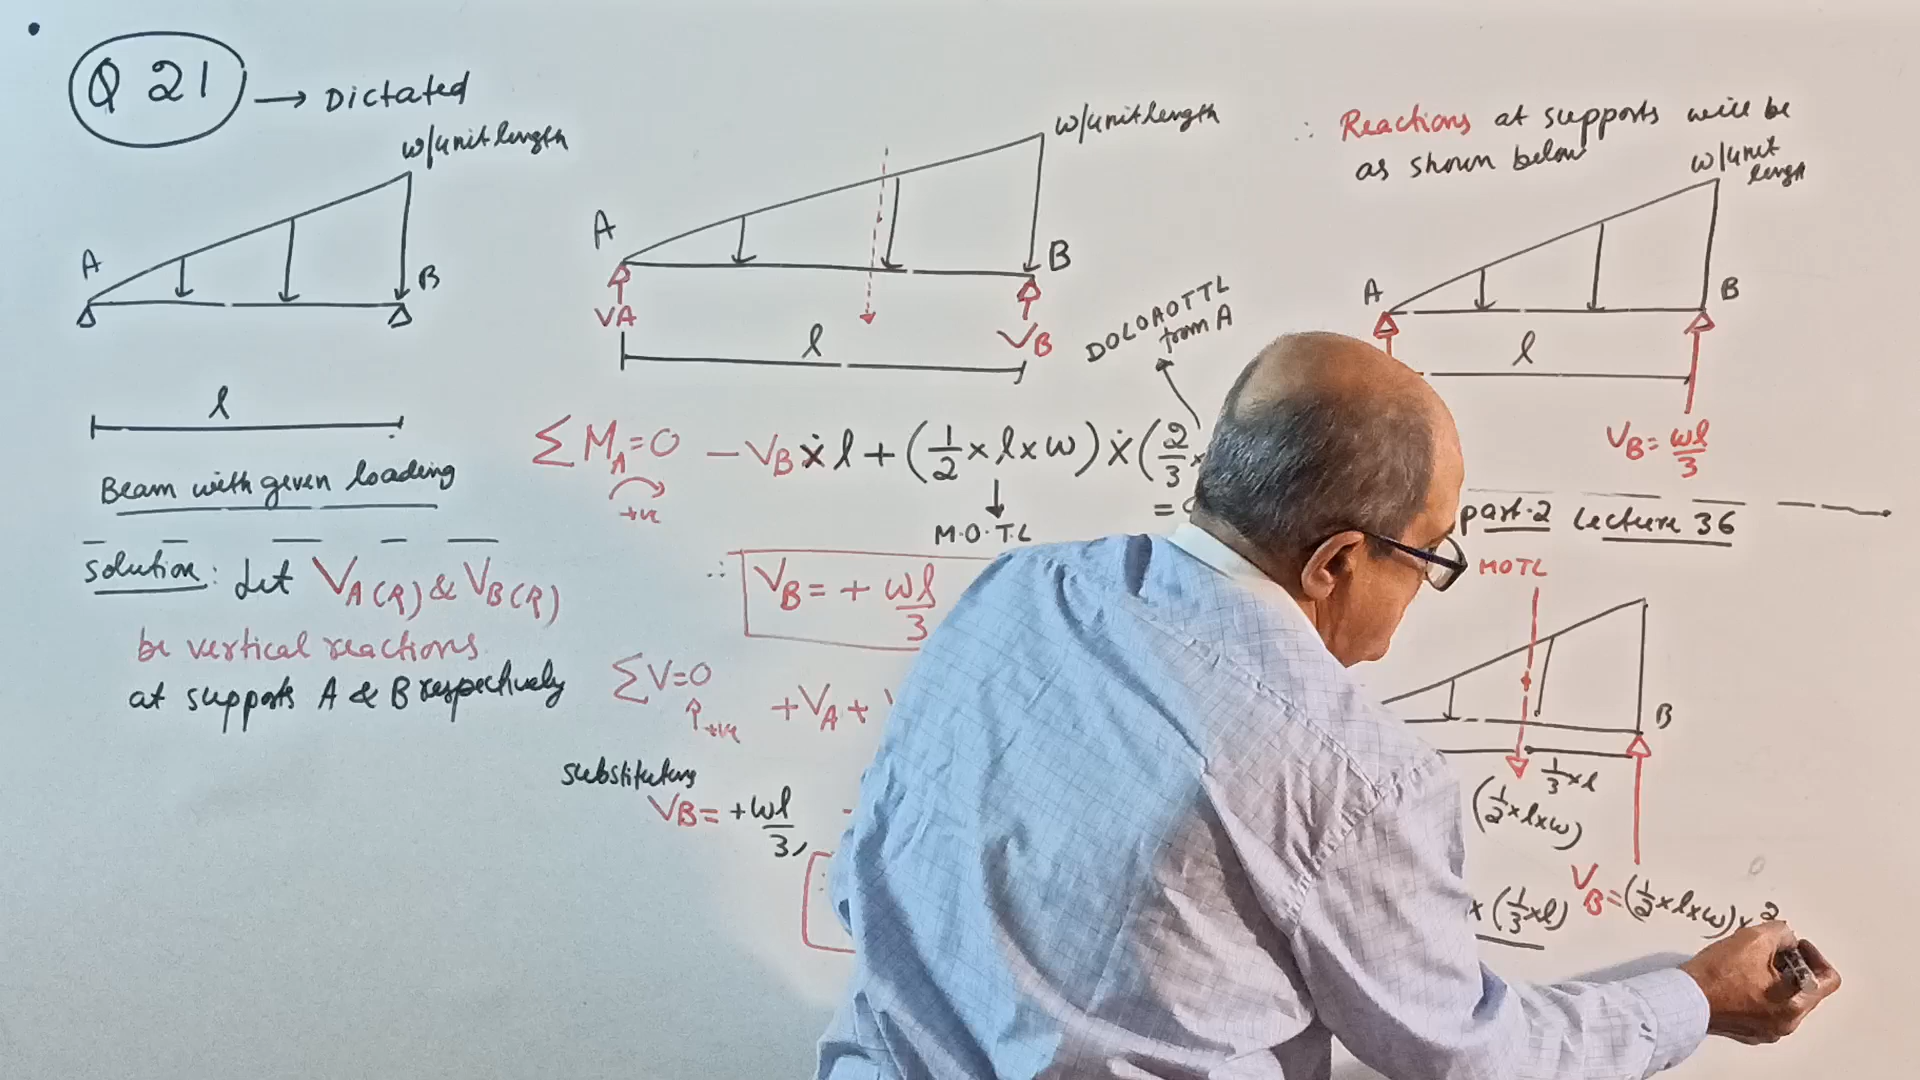 Q 21 → Dictated
w/unit length
A
B
l
Beam with given loading
Solution: Let VA(R) & VB(R)
be vertical reactions
at supports A & B respectively
w/unit length
A
B
VA
VB
l
DOLOAOTTL
from A
ΣMA=0 - VB × l + (1/2 × l × w) × (2/3 ×
+ve
M.O.T.L
=
∴ VB = + wl/3
ΣV=0 +VA +
+ve
substituting
VB = + wl/3,
∴ Reactions at supports will be
as shown below
w/unit
length
A
B
l
VB = wl/3
part-2 Lecture 36
MOTL
B
1/3 × l
(1/2 × l × w)
× (1/3 × l)
VB = (1/2 × l × w) × 2